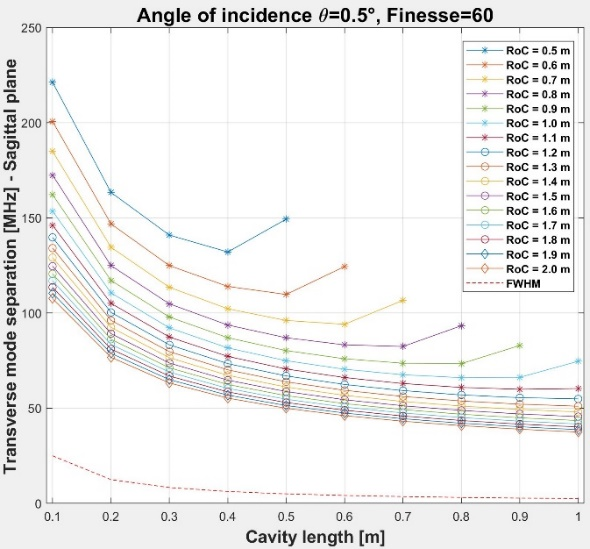 Angle of incidence θ=0.5°, Finesse=60
Transverse mode separation [MHz] - Sagittal plane
250
200
150
100
50
0
RoC = 0.5 m
RoC = 0.6 m
RoC = 0.7 m
RoC = 0.8 m
RoC = 0.9 m
RoC = 1.0 m
RoC = 1.1 m
RoC = 1.2 m
RoC = 1.3 m
RoC = 1.4 m
RoC = 1.5 m
RoC = 1.6 m
RoC = 1.7 m
RoC = 1.8 m
RoC = 1.9 m
RoC = 2.0 m
FWHM
0.1 0.2 0.3 0.4 0.5 0.6 0.7 0.8 0.9 1
Cavity length [m]